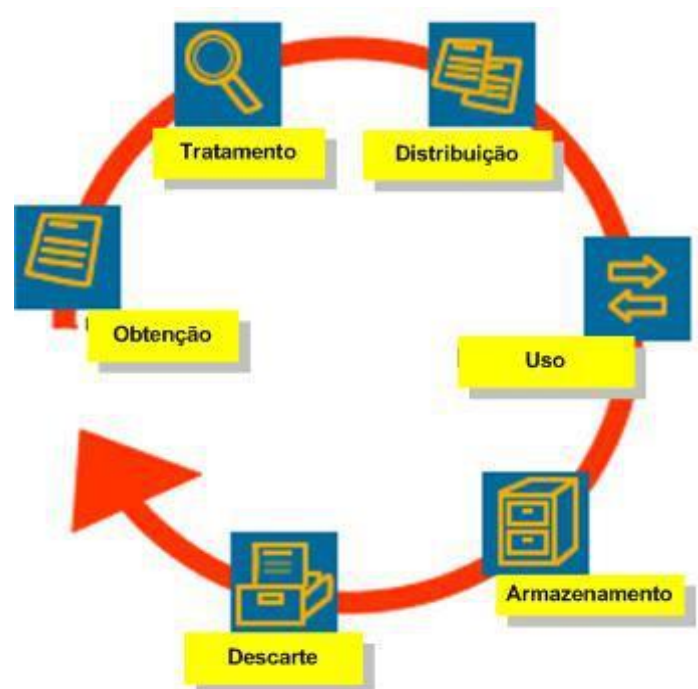 Tratamento
Distribuição
Obtenção
Uso
Armazenamento
Descarte